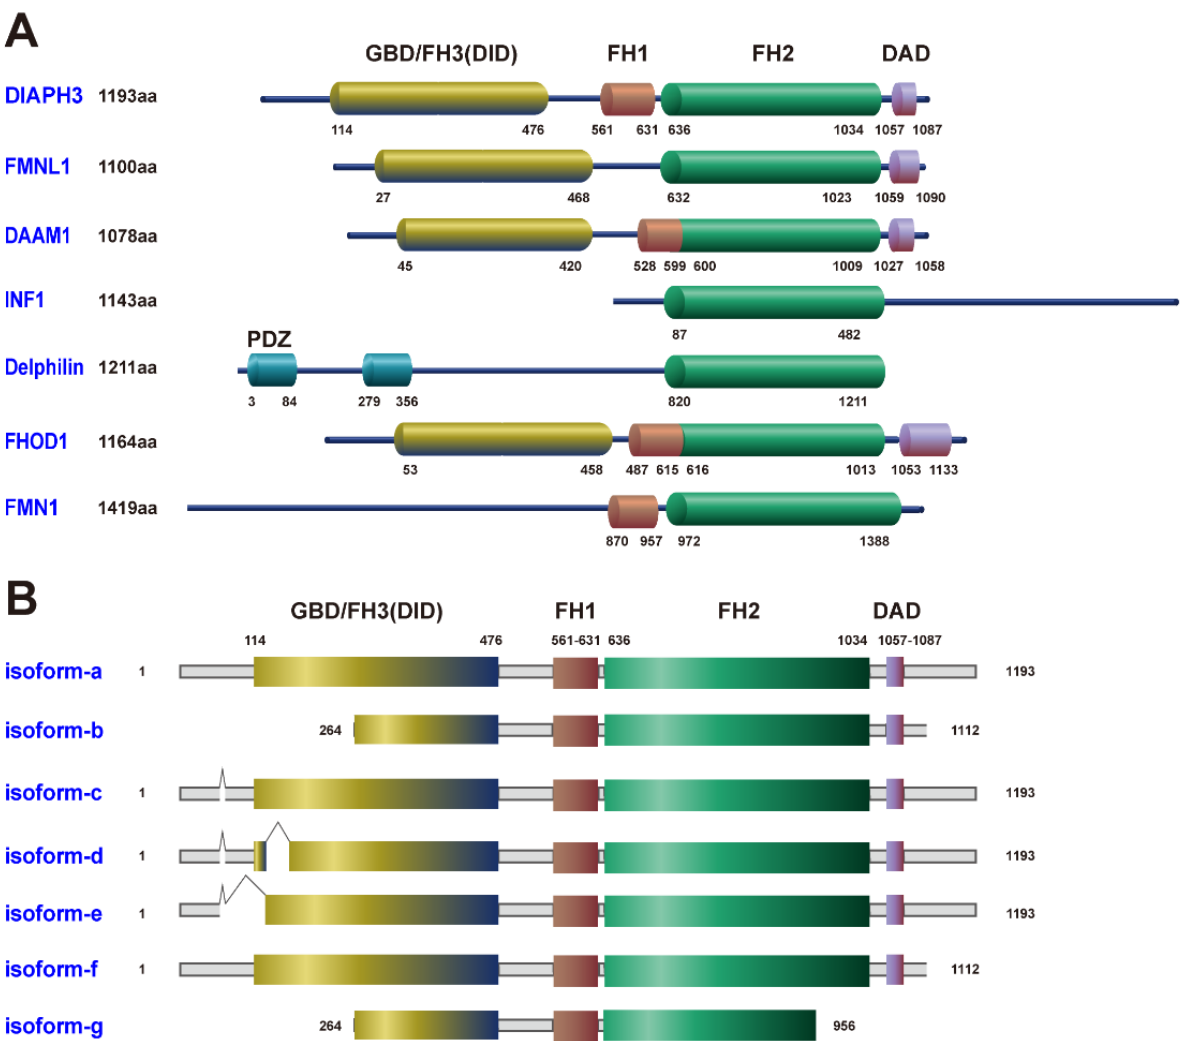 A
GBD/FH3(DID) FH1 FH2 DAD
DIAPH3 1193aa
114 476 561 631 636 1034 1057 1087
FMNL1 1100aa
27 468 632 1023 1059 1090
DAAM1 1078aa
45 420 528 599 600 1009 1027 1058
INF1 1143aa
87 482
PDZ
Delphilin 1211aa
3 84 279 356 820 1211
FHOD1 1164aa
53 458 487 615 616 1013 1053 1133
FMN1 1419aa
870 957 972 1388
B
GBD/FH3(DID) FH1 FH2 DAD
114 476 561-631 636 1034 1057-1087
isoform-a 1 1193
isoform-b 264 1112
isoform-c 1 1193
isoform-d 1 1193
isoform-e 1 1193
isoform-f 1 1112
isoform-g 264 956